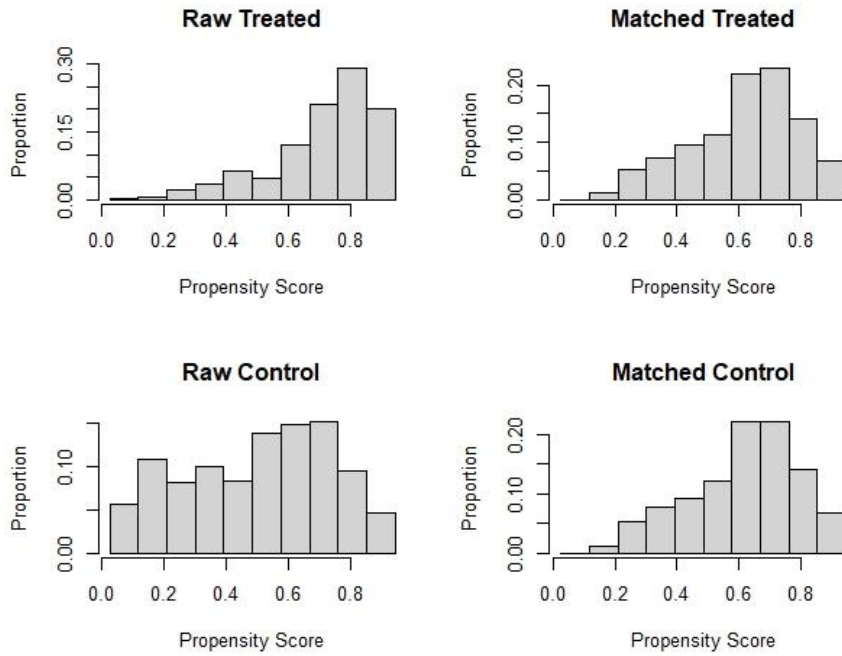 Raw Treated
Proportion
0.00 0.15 0.30
0.0 0.2 0.4 0.6 0.8
Propensity Score
Matched Treated
Proportion
0.00 0.10 0.20
0.0 0.2 0.4 0.6 0.8
Propensity Score
Raw Control
Proportion
0.00 0.10
0.0 0.2 0.4 0.6 0.8
Propensity Score
Matched Control
Proportion
0.00 0.10 0.20
0.0 0.2 0.4 0.6 0.8
Propensity Score